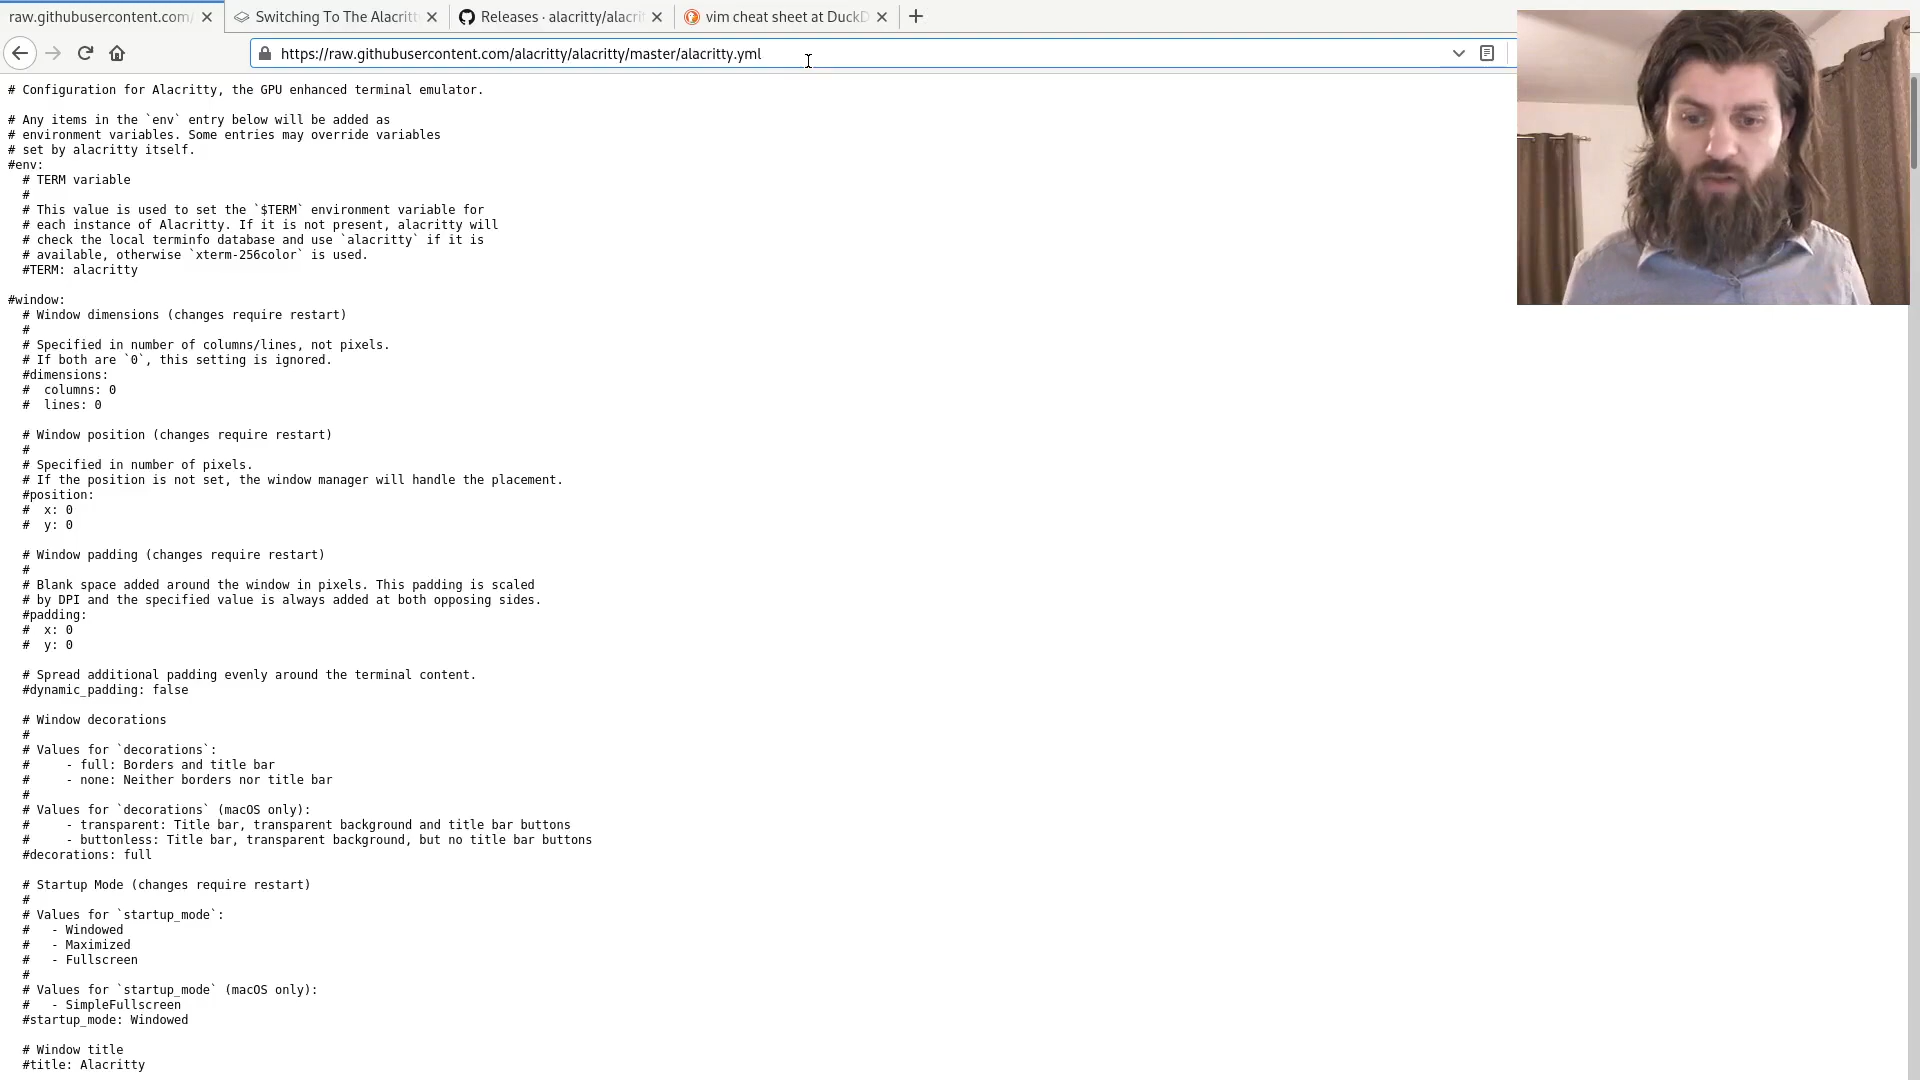 raw.githubusercontent.com/
Switching To The Alacritt
Releases · alacritty/alacri
vim cheat sheet at DuckD
https://raw.githubusercontent.com/alacritty/alacritty/master/alacritty.yml
# Configuration for Alacritty, the GPU enhanced terminal emulator.
# Any items in the `env` entry below will be added as
# environment variables. Some entries may override variables
# set by alacritty itself.
#env:
# TERM variable
#
# This value is used to set the `$TERM` environment variable for
# each instance of Alacritty. If it is not present, alacritty will
# check the local terminfo database and use `alacritty` if it is
# available, otherwise `xterm-256color` is used.
#TERM: alacritty
#window:
# Window dimensions (changes require restart)
#
# Specified in number of columns/lines, not pixels.
# If both are `0`, this setting is ignored.
#dimensions:
#  columns: 0
#  lines: 0
# Window position (changes require restart)
#
# Specified in number of pixels.
# If the position is not set, the window manager will handle the placement.
#position:
#  x: 0
#  y: 0
# Window padding (changes require restart)
#
# Blank space added around the window in pixels. This padding is scaled
# by DPI and the specified value is always added at both opposing sides.
#padding:
#  x: 0
#  y: 0
# Spread additional padding evenly around the terminal content.
#dynamic_padding: false
# Window decorations
#
# Values for `decorations`:
#     - full: Borders and title bar
#     - none: Neither borders nor title bar
#
# Values for `decorations` (macOS only):
#     - transparent: Title bar, transparent background and title bar buttons
#     - buttonless: Title bar, transparent background, but no title bar buttons
#decorations: full
# Startup Mode (changes require restart)
#
# Values for `startup_mode`:
#   - Windowed
#   - Maximized
#   - Fullscreen
#
# Values for `startup_mode` (macOS only):
#   - SimpleFullscreen
#startup_mode: Windowed
# Window title
#title: Alacritty